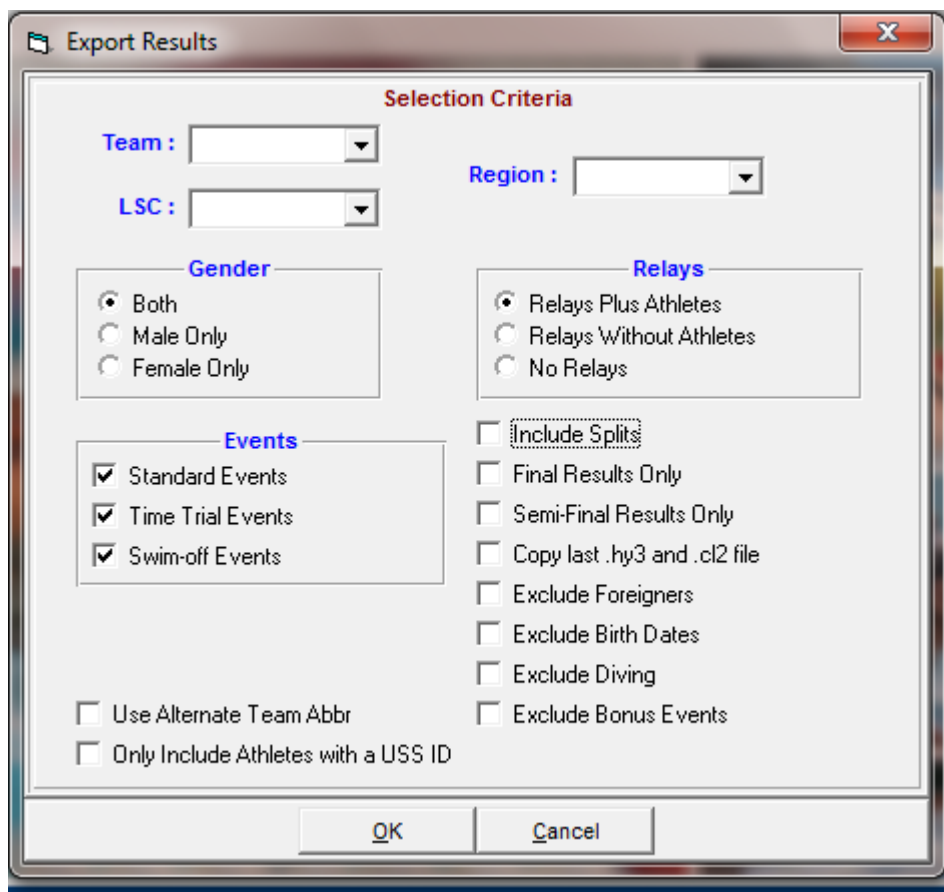 Export Results
Selection Criteria
Team :
Region :
LSC :
Gender
Both
Male Only
Female Only
Relays
Relays Plus Athletes
Relays Without Athletes
No Relays
Events
Standard Events
Time Trial Events
Swim-off Events
Include Splits
Final Results Only
Semi-Final Results Only
Copy last .hy3 and .cl2 file
Exclude Foreigners
Exclude Birth Dates
Exclude Diving
Exclude Bonus Events
Use Alternate Team Abbr
Only Include Athletes with a USS ID
OK
Cancel